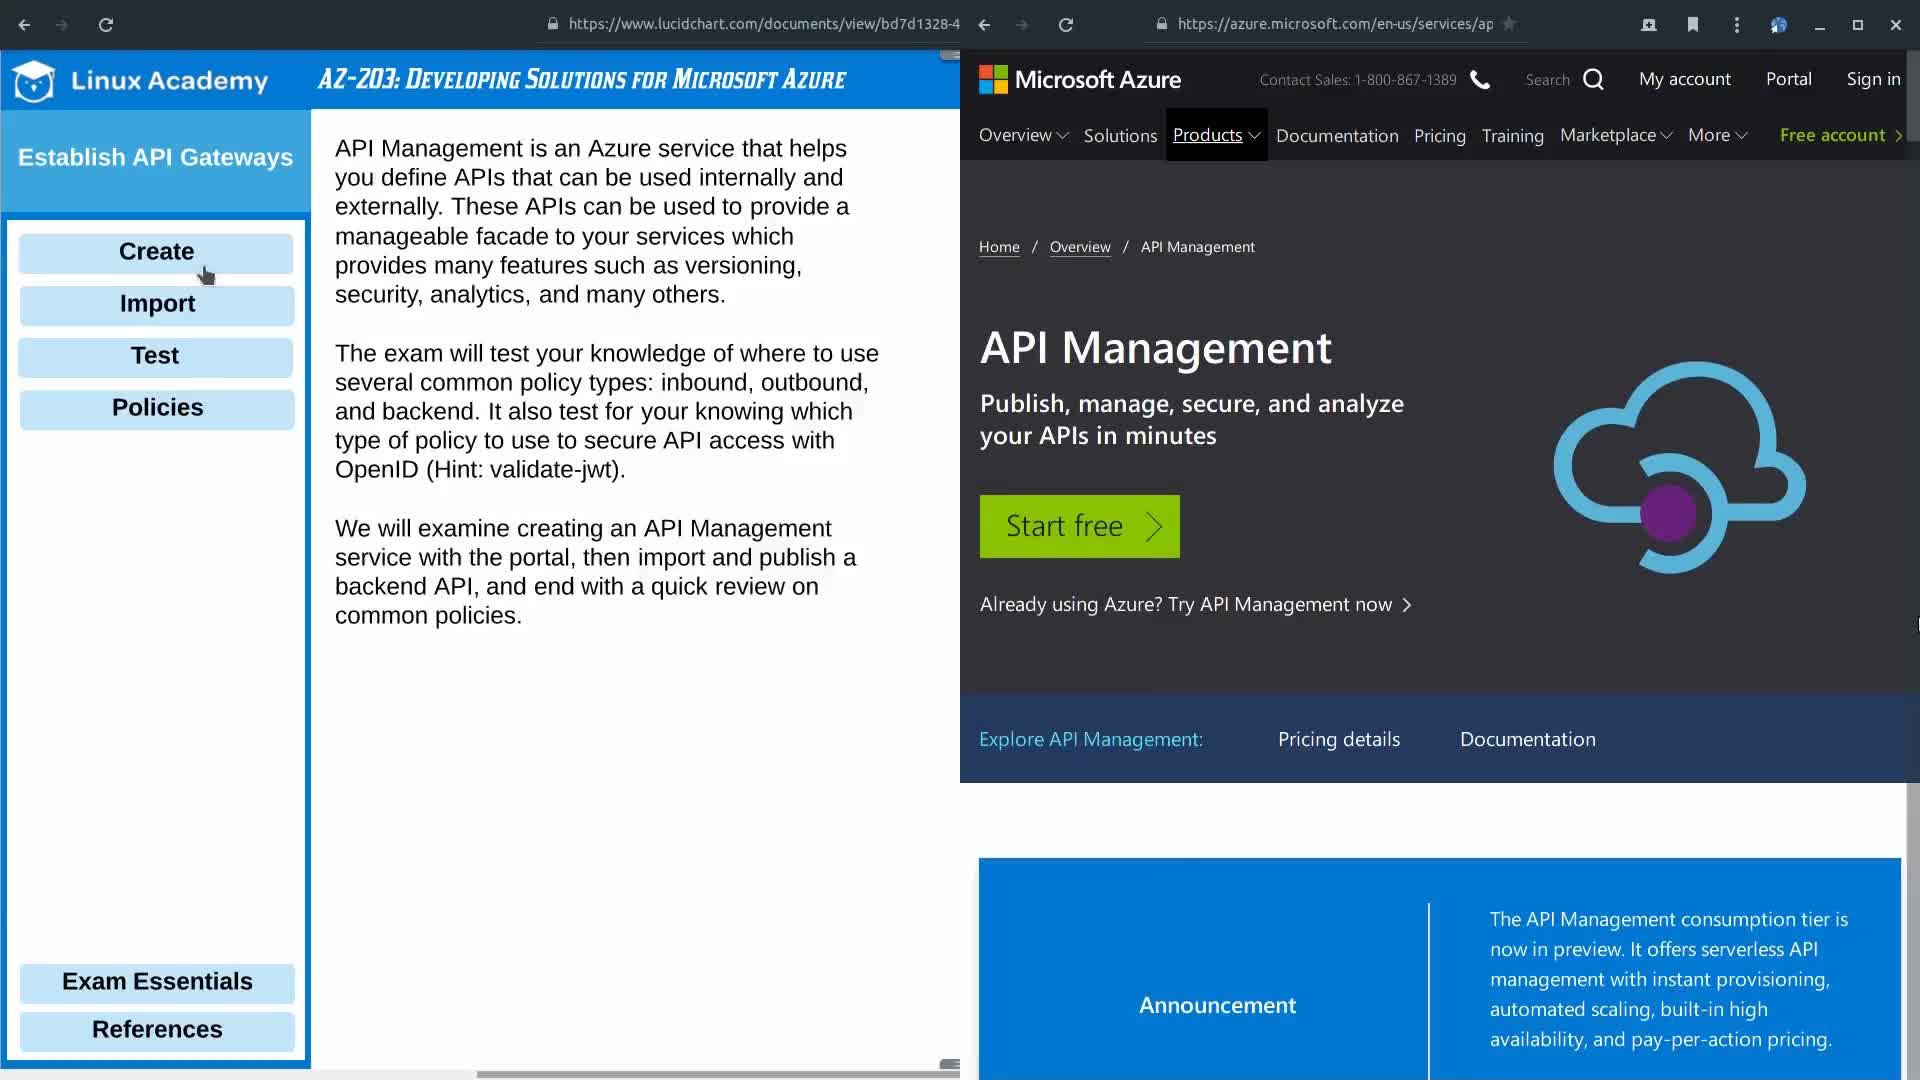 https://www.lucidchart.com/documents/view/bd7d1328-4
Linux Academy
AZ-203: Developing Solutions for Microsoft Azure
Establish API Gateways
Create
Import
Test
Policies
Exam Essentials
References
API Management is an Azure service that helps
you define APIs that can be used internally and
externally. These APIs can be used to provide a
manageable facade to your services which
provides many features such as versioning,
security, analytics, and many others.
The exam will test your knowledge of where to use
several common policy types: inbound, outbound,
and backend. It also test for your knowing which
type of policy to use to secure API access with
OpenID (Hint: validate-jwt).
We will examine creating an API Management
service with the portal, then import and publish a
backend API, and end with a quick review on
common policies.
https://azure.microsoft.com/en-us/services/ap
Microsoft Azure
Contact Sales: 1-800-867-1389
Search
My account
Portal
Sign in
Overview
Solutions
Products
Documentation
Pricing
Training
Marketplace
More
Free account
Home / Overview / API Management
API Management
Publish, manage, secure, and analyze
your APIs in minutes
Start free
Already using Azure? Try API Management now
Explore API Management:
Pricing details
Documentation
Announcement
The API Management consumption tier is
now in preview. It offers serverless API
management with instant provisioning,
automated scaling, built-in high
availability, and pay-per-action pricing.